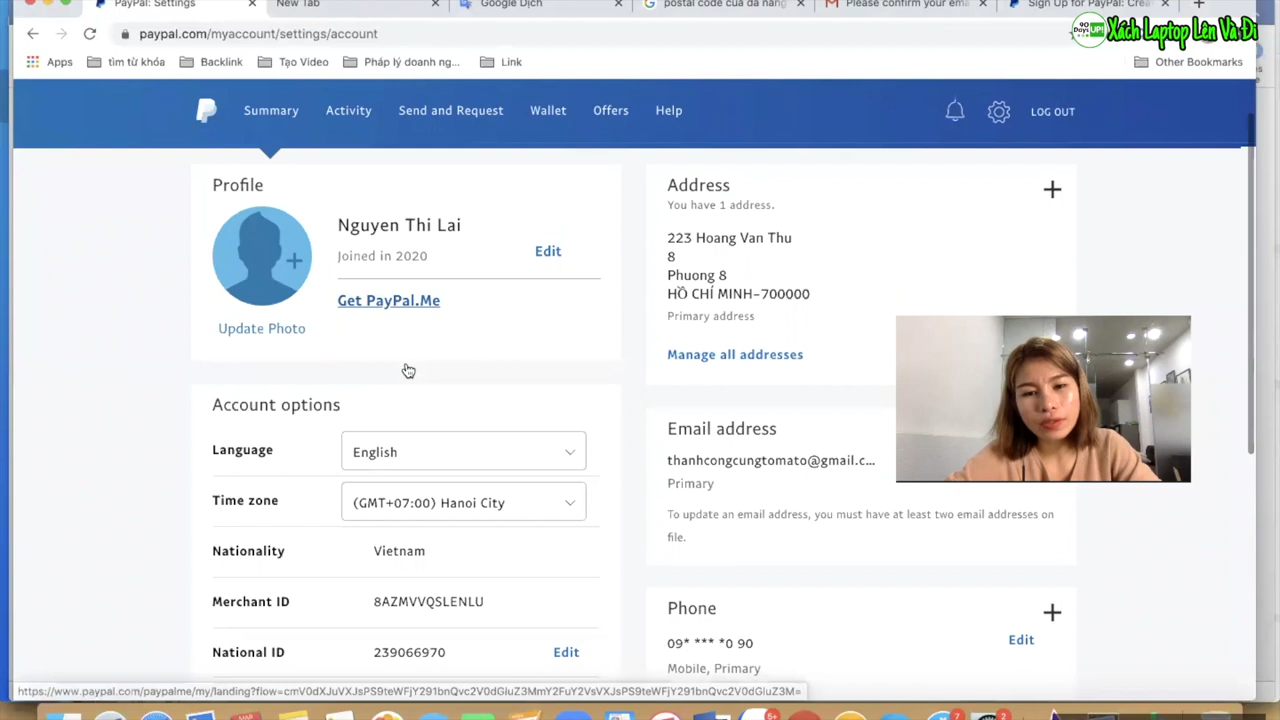 PayPal: Settings
New Tab
Google Dịch
postal code của đà nẵng
Please confirm your em
Sign Up for PayPal: Crea
paypal.com/myaccount/settings/account
90 Days UP!
Xách Laptop Lên Và Đi
Apps
tìm từ khóa
Backlink
Tạo Video
Pháp lý doanh ng...
Link
Other Bookmarks
Summary
Activity
Send and Request
Wallet
Offers
Help
LOG OUT
Profile
Nguyen Thi Lai
Joined in 2020
Edit
Get PayPal.Me
Update Photo
Address
You have 1 address.
223 Hoang Van Thu
8
Phuong 8
HỒ CHÍ MINH-700000
Primary address
Manage all addresses
Account options
Language
English
Time zone
(GMT+07:00) Hanoi City
Nationality
Vietnam
Merchant ID
8AZMVVQSLENLU
National ID
239066970
Edit
Email address
thanhcongcungtomato@gmail.c...
Primary
To update an email address, you must have at least two email addresses on
file.
Phone
09* *** *0 90
Edit
Mobile, Primary